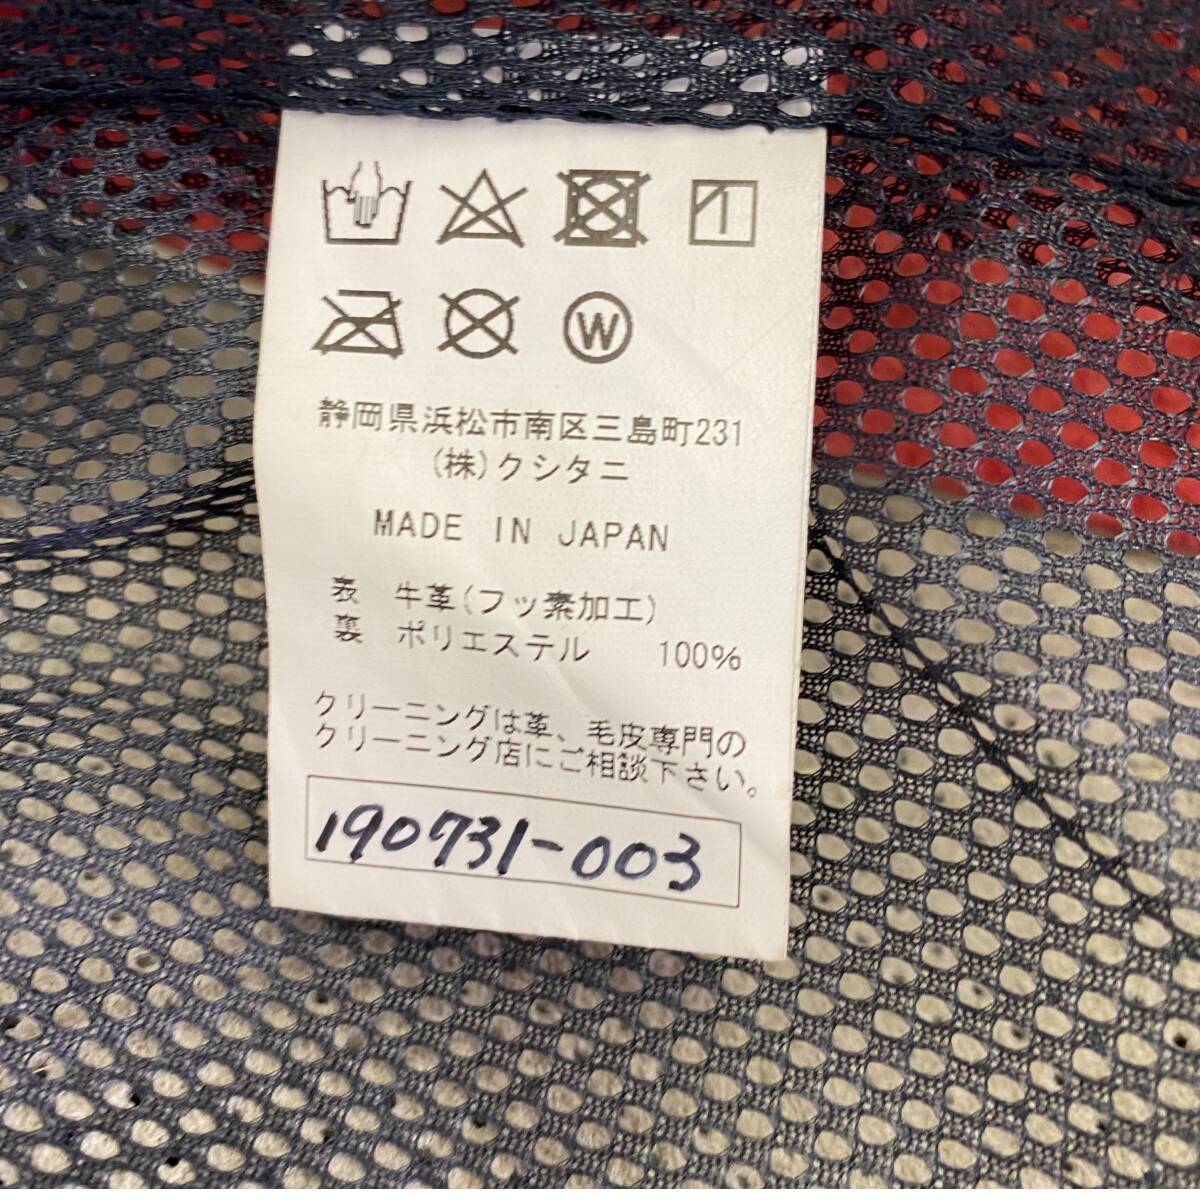 W
静岡県浜松市南区三島町231
(株)クシタニ
MADE IN JAPAN
表 牛革(フッ素加工)
裏 ポリエステル 100%
クリーニングは革、毛皮専門の
クリーニング店にご相談下さい。
190731-003